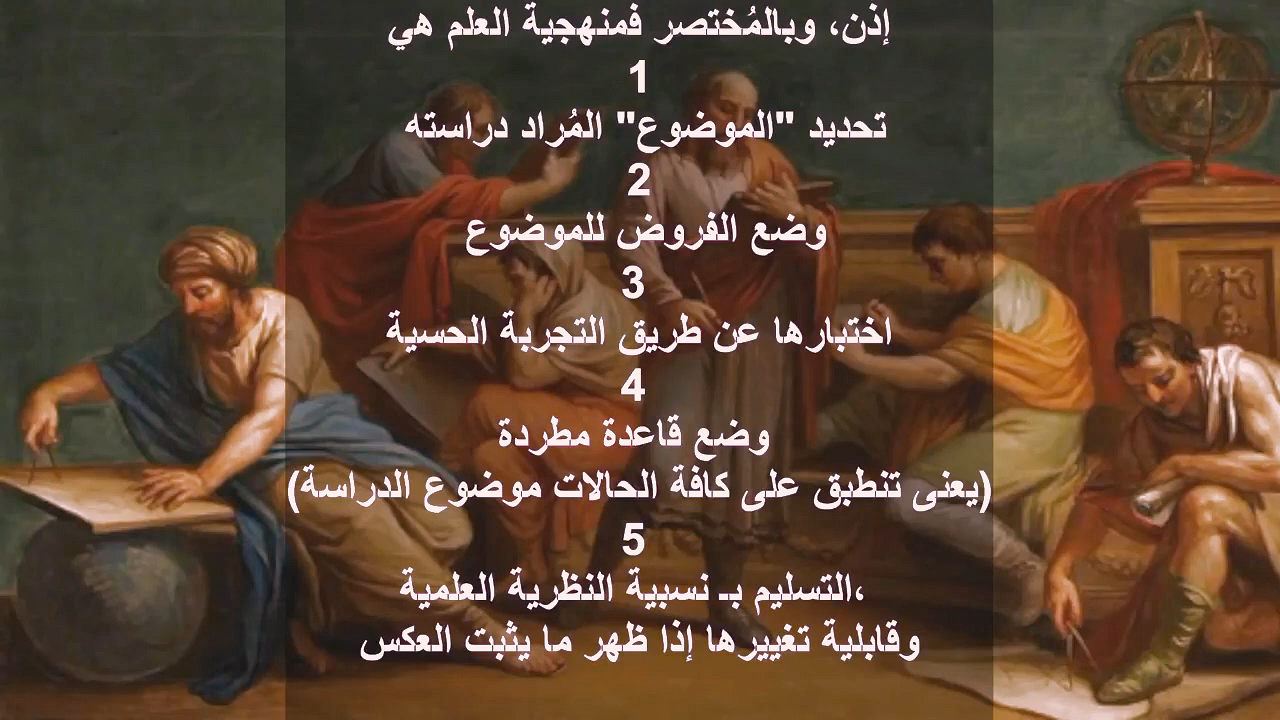 إذن، وبالمُختصر فمنهجية العلم هي
1
تحديد "الموضوع" المُراد دراسته
2
وضع الفروض للموضوع
3
اختبارها عن طريق التجربة الحسية
4
وضع قاعدة مطردة
(يعنى تنطبق على كافة الحالات موضوع الدراسة)
5
،التسليم بـ نسبية النظرية العلمية
وقابلية تغييرها إذا ظهر ما يثبت العكس